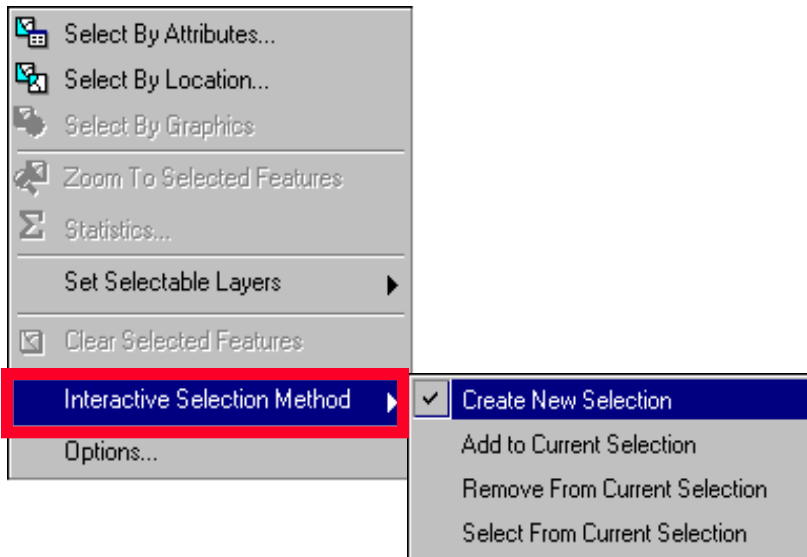 Select By Attributes...
Select By Location...
Select By Graphics
Zoom To Selected Features
Statistics...
Set Selectable Layers
Clear Selected Features
Interactive Selection Method
Options...
Create New Selection
Add to Current Selection
Remove From Current Selection
Select From Current Selection